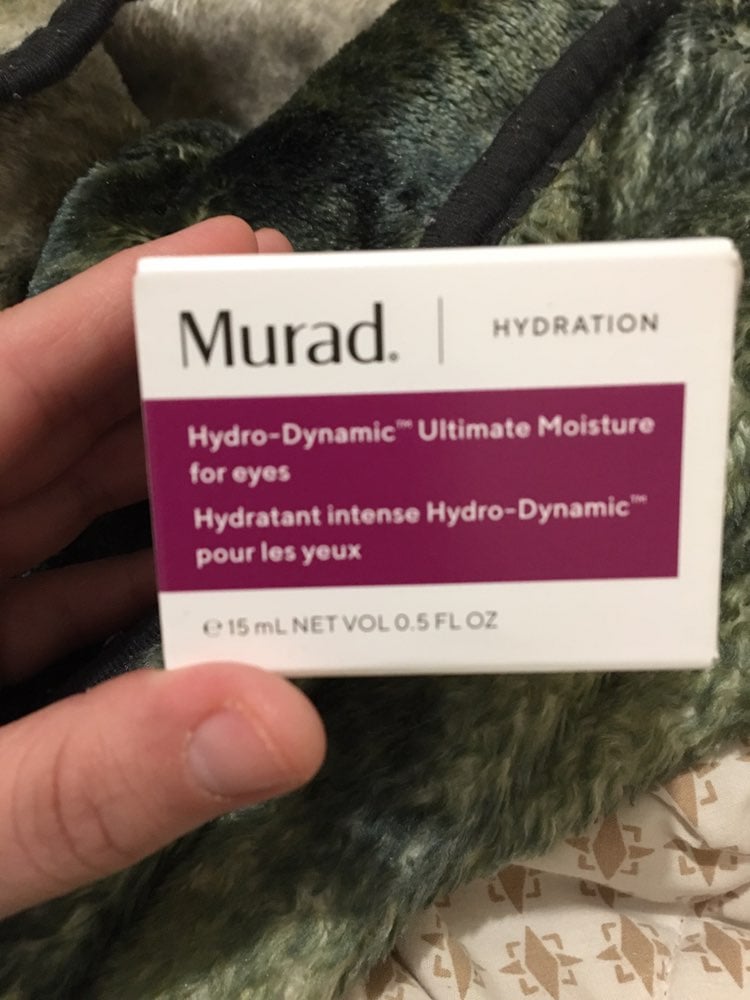 Murad. | HYDRATION
Hydro-Dynamic™ Ultimate Moisture
for eyes
Hydratant intense Hydro-Dynamic™
pour les yeux
℮ 15 mL NET VOL 0.5 FL OZ